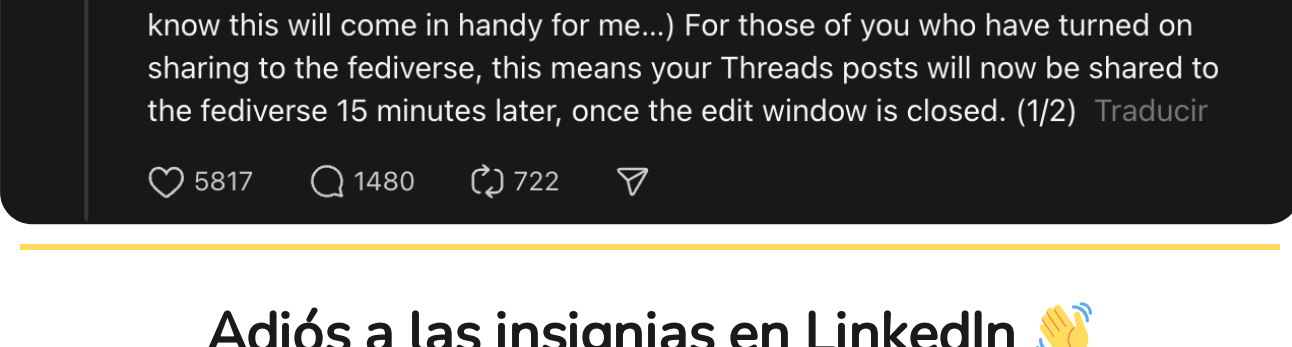 know this will come in handy for me...) For those of you who have turned on
sharing to the fediverse, this means your Threads posts will now be shared to
the fediverse 15 minutes later, once the edit window is closed. (1/2) Traducir
5817 1480 722
Adiós a las insignias en LinkedIn 👋